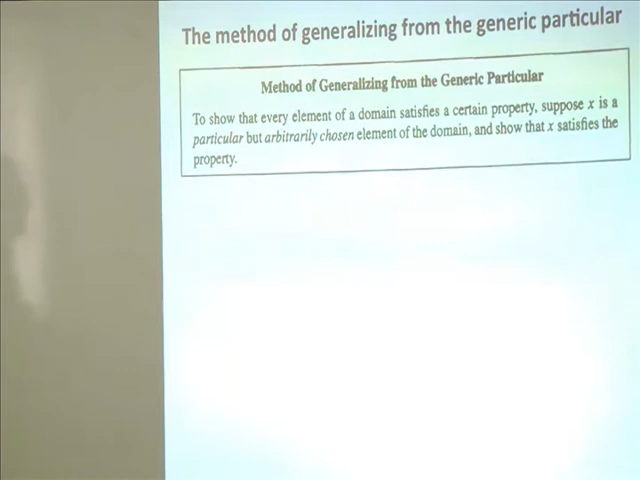 The method of generalizing from the generic particular
Method of Generalizing from the Generic Particular
To show that every element of a domain satisfies a certain property, suppose x is a
particular but arbitrarily chosen element of the domain, and show that x satisfies the
property.